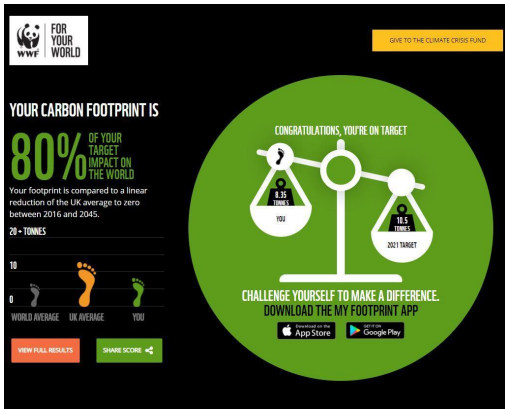 WWF
FOR
YOUR
WORLD
GIVE TO THE CLIMATE CRISIS FUND
YOUR CARBON FOOTPRINT IS
80%
OF YOUR
TARGET
IMPACT ON
THE WORLD
Your footprint is compared to a linear
reduction of the UK average to zero
between 2016 and 2045.
20 + TONNES
10
0
WORLD AVERAGE
UK AVERAGE
YOU
VIEW FULL RESULTS
SHARE SCORE
CONGRATULATIONS, YOU'RE ON TARGET
8.35
TONNES
YOU
10.5
TONNES
2021 TARGET
CHALLENGE YOURSELF TO MAKE A DIFFERENCE.
DOWNLOAD THE MY FOOTPRINT APP
Download on the
App Store
GET IT ON
Google Play